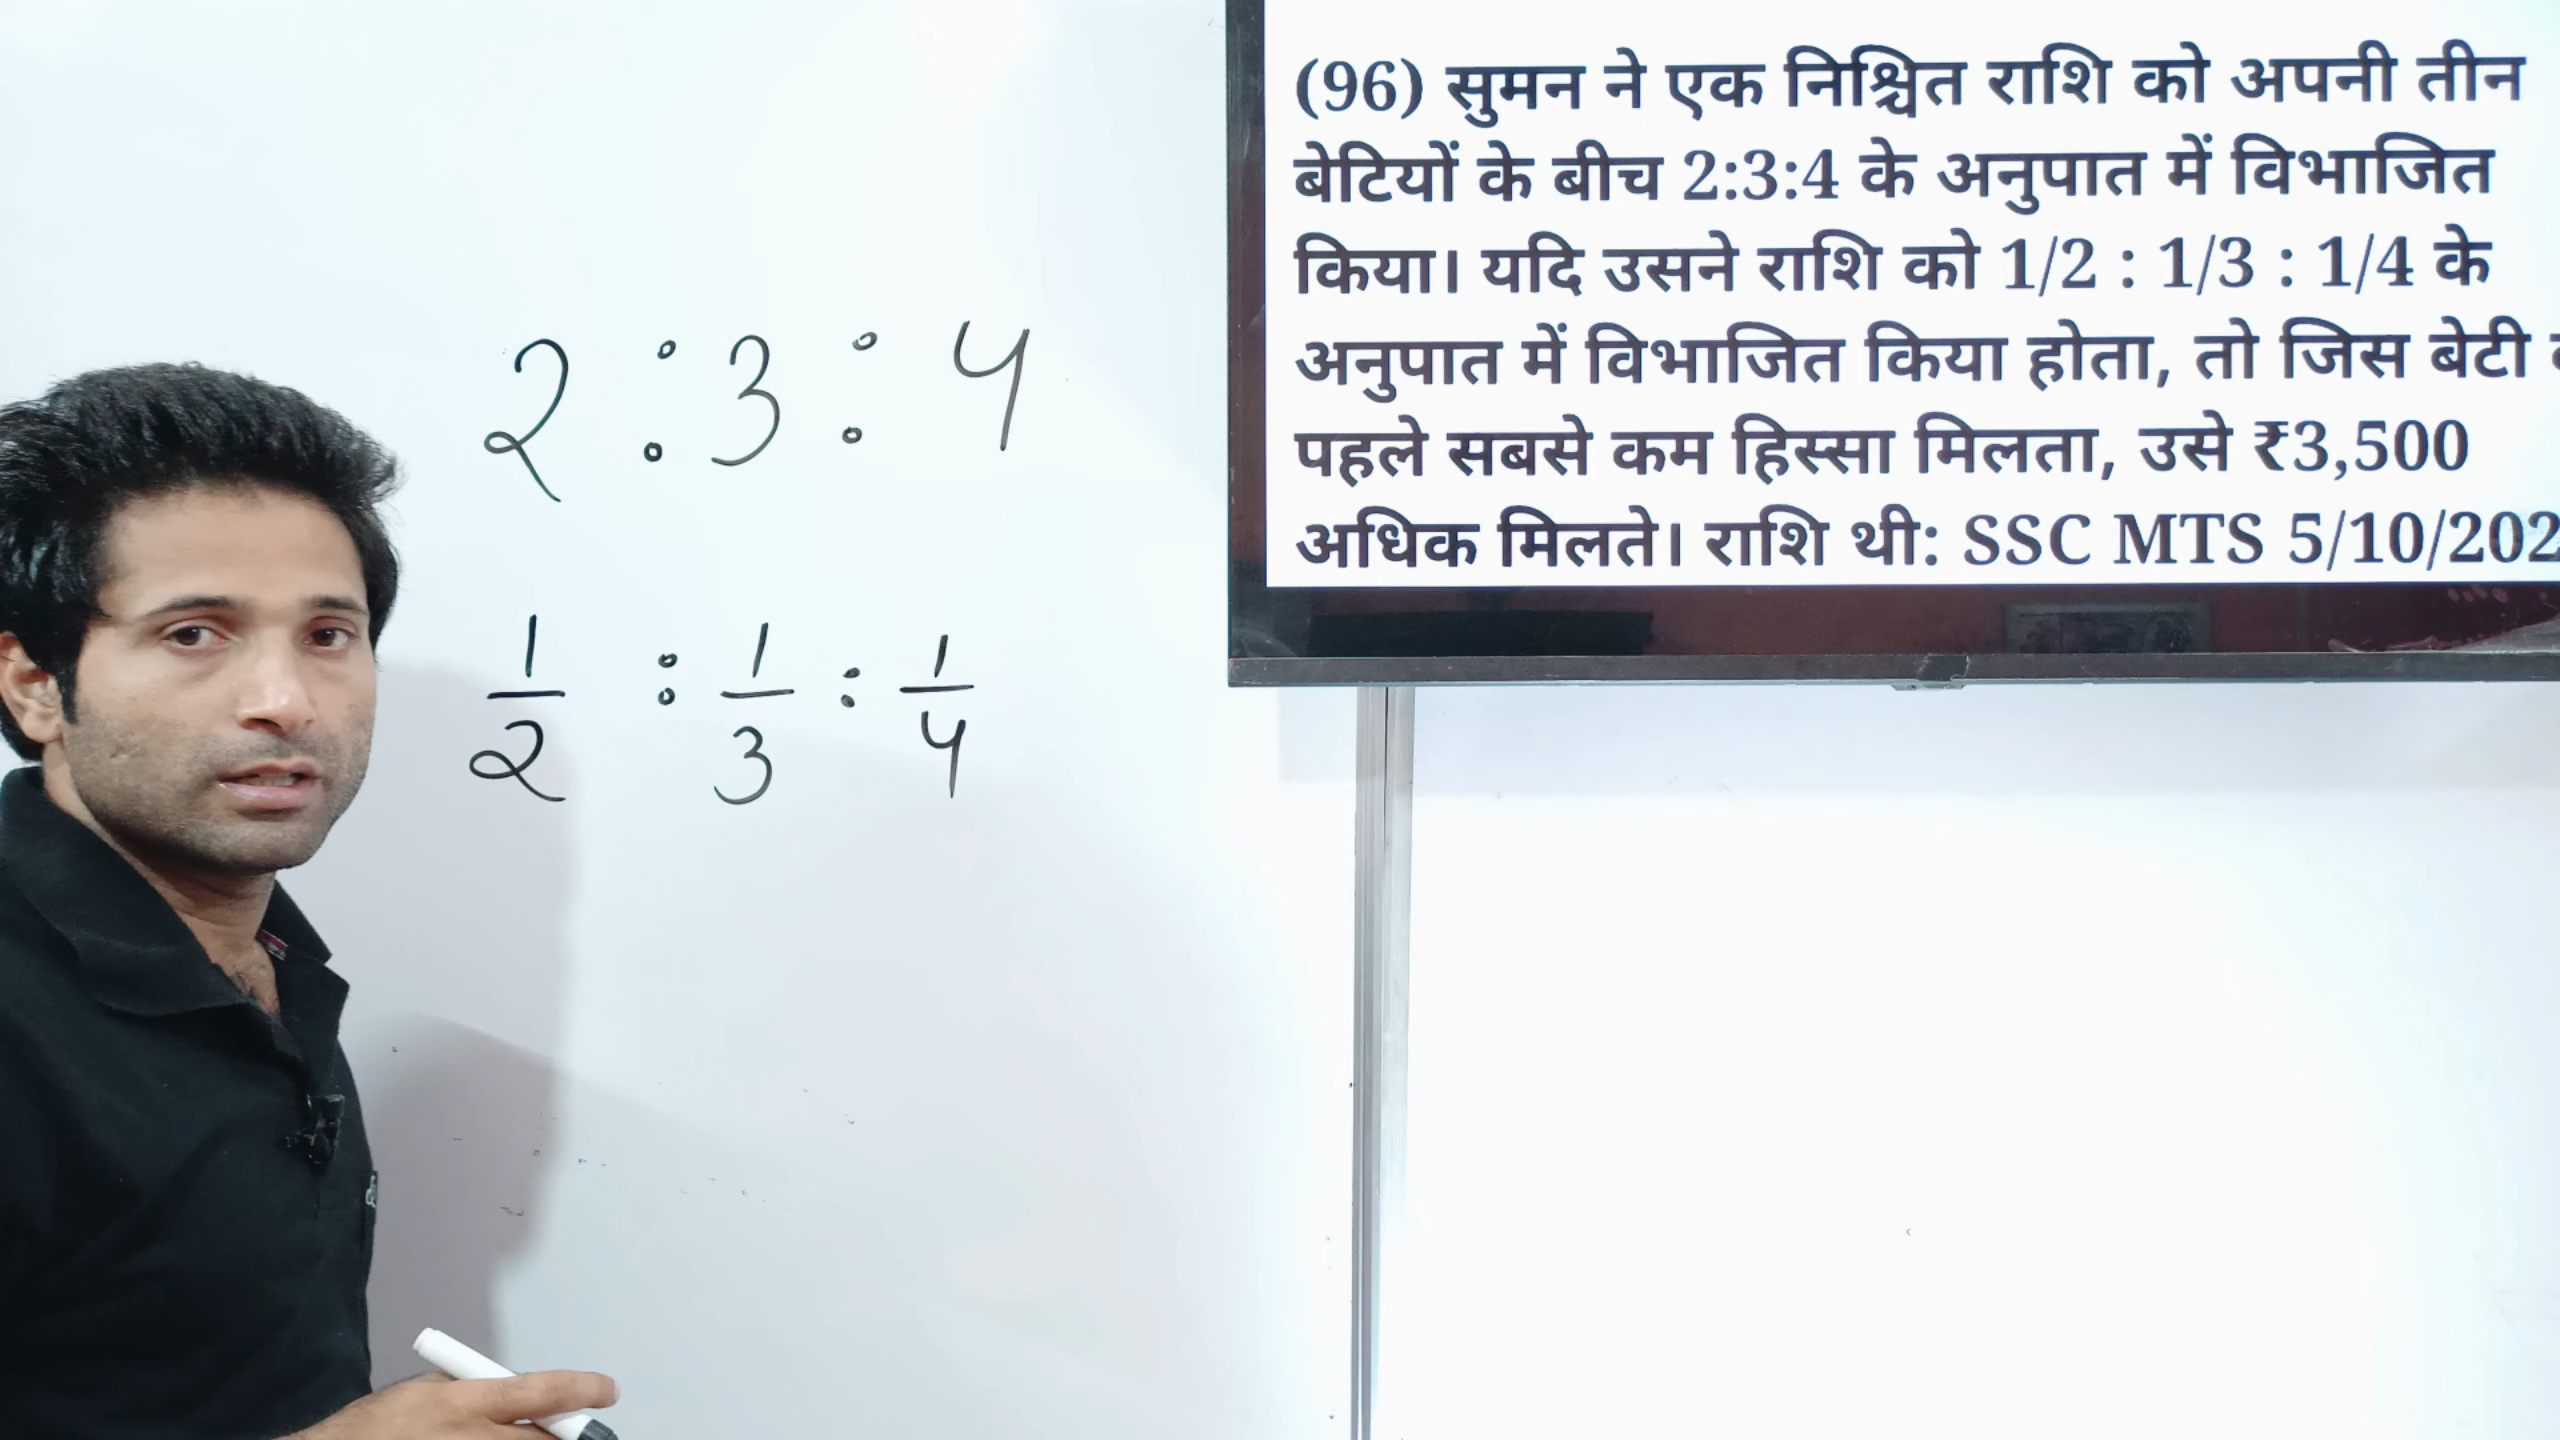 2 : 3 : 4
1/2 : 1/3 : 1/4
(96) सुमन ने एक निश्चित राशि को अपनी तीन
बेटियों के बीच 2:3:4 के अनुपात में विभाजित
किया। यदि उसने राशि को 1/2 : 1/3 : 1/4 के
अनुपात में विभाजित किया होता, तो जिस बेटी
पहले सबसे कम हिस्सा मिलता, उसे ₹3,500
अधिक मिलते। राशि थी: SSC MTS 5/10/202